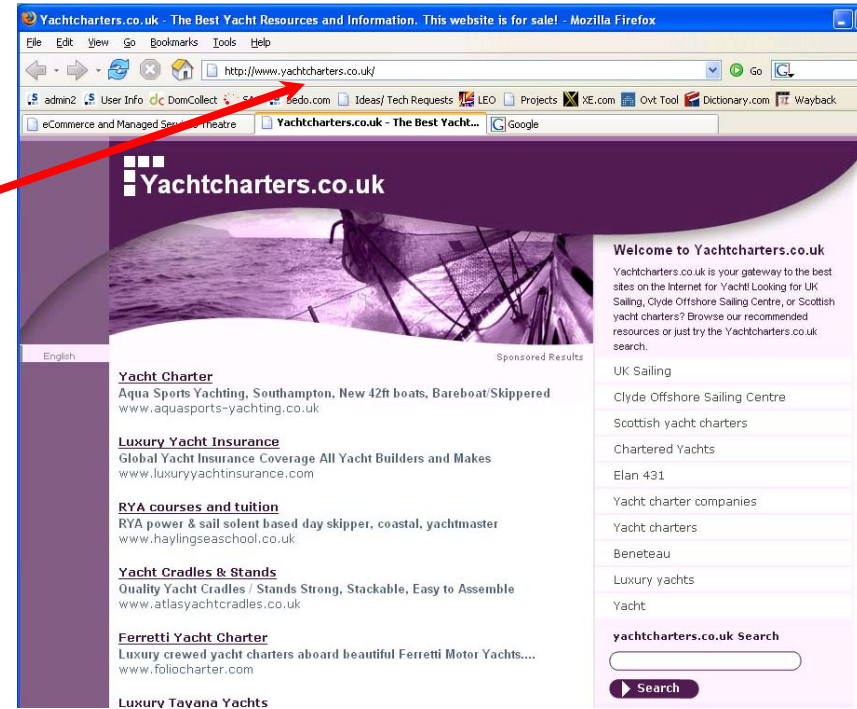 Yachtcharters.co.uk - The Best Yacht Resources and Information. This website is for sale! - Mozilla Firefox
File Edit View Go Bookmarks Tools Help
http://www.yachtcharters.co.uk/ Go G
admin2 User Info DomCollect Sedo.com Ideas/ Tech Requests LEO Projects XE.com Ovt Tool Dictionary.com Wayback
eCommerce and Managed Services Theatre Yachtcharters.co.uk - The Best Yacht... Google
Yachtcharters.co.uk
English
Sponsored Results
Yacht Charter
Aqua Sports Yachting, Southampton, New 42ft boats, Bareboat/Skippered
www.aquasports-yachting.co.uk
Luxury Yacht Insurance
Global Yacht Insurance Coverage All Yacht Builders and Makes
www.luxuryyachtinsurance.com
RYA courses and tuition
RYA power & sail solent based day skipper, coastal, yachtmaster
www.haylingseaschool.co.uk
Yacht Cradles & Stands
Quality Yacht Cradles / Stands Strong, Stackable, Easy to Assemble
www.atlasyachtcradles.co.uk
Ferretti Yacht Charter
Luxury crewed yacht charters aboard beautiful Ferretti Motor Yachts....
www.foliocharter.com
Luxury Tayana Yachts
Welcome to Yachtcharters.co.uk
Yachtcharters.co.uk is your gateway to the best
sites on the Internet for Yacht! Looking for UK
Sailing, Clyde Offshore Sailing Centre, or Scottish
yacht charters? Browse our recommended
resources or just try the Yachtcharters.co.uk
search.
UK Sailing
Clyde Offshore Sailing Centre
Scottish yacht charters
Chartered Yachts
Elan 431
Yacht charter companies
Yacht charters
Beneteau
Luxury yachts
Yacht
yachtcharters.co.uk Search
Search